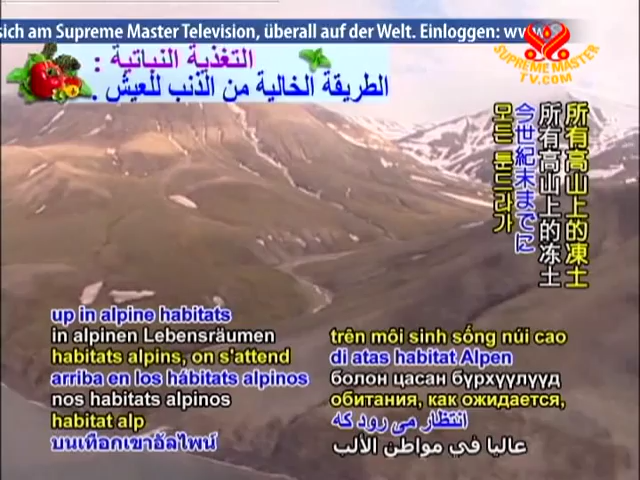 sich am Supreme Master Television, überall auf der Welt. Einloggen: www
SUPREME MASTER
TV.COM
التغذية النباتية :
الطريقة الخالية من الذنب للعيش .
所有高山上的凍土
所有高山上的冻土
今世紀末までに
모든 툰드라가
up in alpine habitats
in alpinen Lebensräumen
habitats alpins, on s'attend
arriba en los hábitats alpinos
nos habitats alpinos
habitat alp
บนเทือกเขาอัลไพน์
trên môi sinh sống núi cao
di atas habitat Alpen
болон цасан бүрхүүлүүд
обитания, как ожидается,
انتظار می رود که
عاليا في مواطن الألب